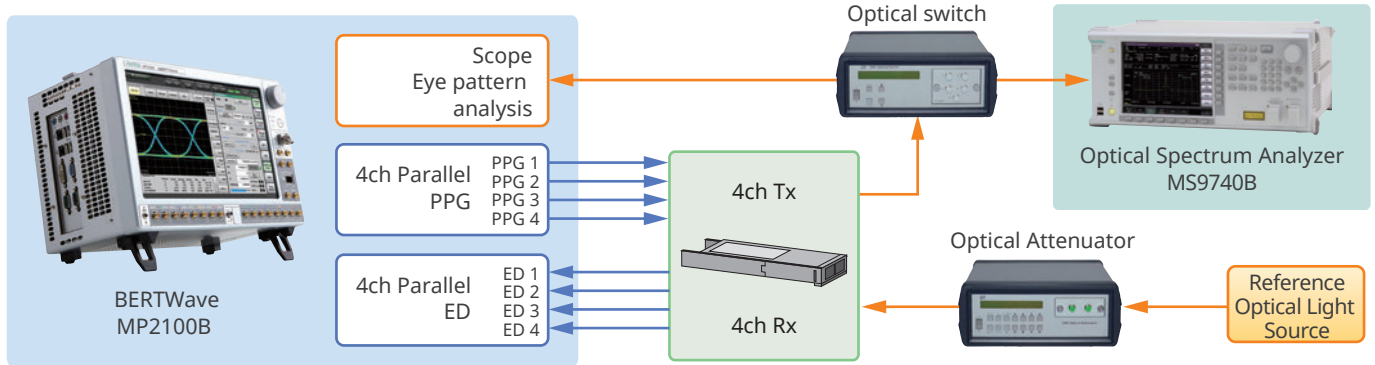 Optical switch
Scope
Eye pattern
analysis
4ch Parallel
PPG
PPG 1
PPG 2
PPG 3
PPG 4
4ch Tx
Optical Spectrum Analyzer
MS9740B
4ch Parallel
ED
ED 1
ED 2
ED 3
ED 4
4ch Rx
Optical Attenuator
Reference
Optical Light
Source
BERTWave
MP2100B